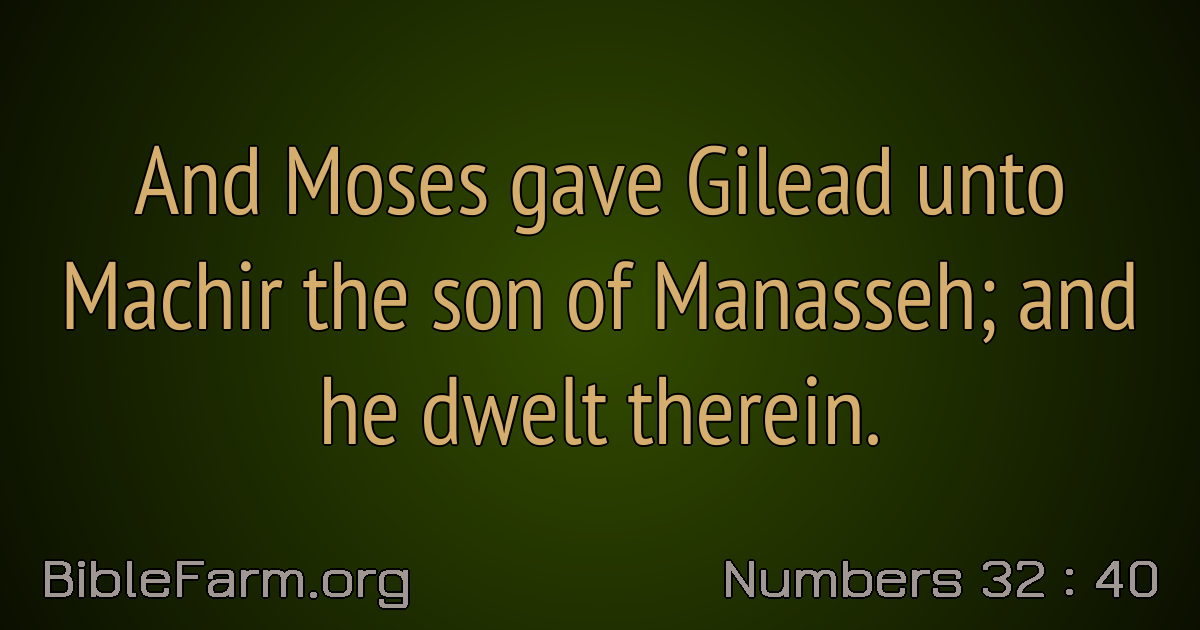 And Moses gave Gilead unto
Machir the son of Manasseh; and
he dwelt therein.
BibleFarm.org
Numbers 32 : 40